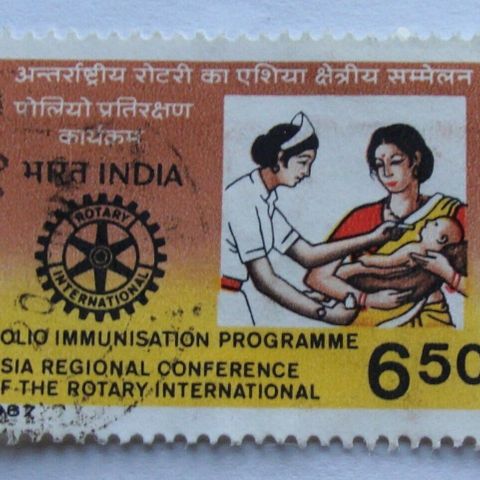 अन्तर्राष्ट्रीय रोटरी का एशिया क्षेत्रीय सम्मेलन
पोलियो प्रतिरक्षण
कार्यक्रम
भारत INDIA
ROTARY
INTERNATIONAL
OLIO IMMUNISATION PROGRAMME
SIA REGIONAL CONFERENCE
F THE ROTARY INTERNATIONAL
650